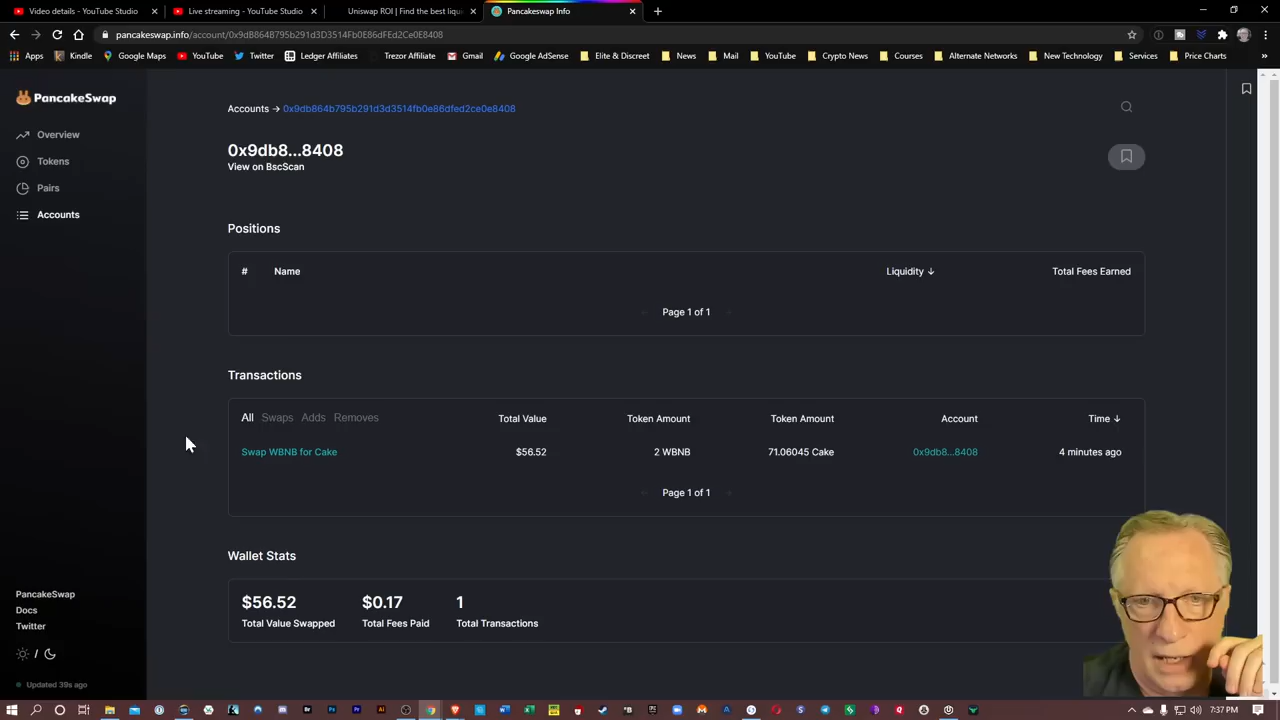 Video details - YouTube Studio
Live streaming - YouTube Studio
Uniswap ROI | Find the best liqui
Pancakeswap Info
pancakeswap.info/account/0x9dB864B795b291d3D3514Fb0E86dFEd2Ce0E8408
Apps
Kindle
Google Maps
YouTube
Twitter
Ledger Affiliates
Trezor Affiliate
Gmail
Google AdSense
Elite & Discreet
News
Mail
YouTube
Crypto News
Courses
Alternate Networks
New Technology
Services
Price Charts
PancakeSwap
Overview
Tokens
Pairs
Accounts
Accounts → 0x9db864b795b291d3d3514fb0e86dfed2ce0e8408
0x9db8...8408
View on BscScan
Positions
# Name Liquidity ↓ Total Fees Earned
Page 1 of 1
Transactions
All Swaps Adds Removes Total Value Token Amount Token Amount Account Time ↓
Swap WBNB for Cake $56.52 2 WBNB 71.06045 Cake 0x9db8...8408 4 minutes ago
← Page 1 of 1 →
Wallet Stats
$56.52 $0.17 1
Total Value Swapped Total Fees Paid Total Transactions
PancakeSwap
Docs
Twitter
/
Updated 39s ago
7:37 PM